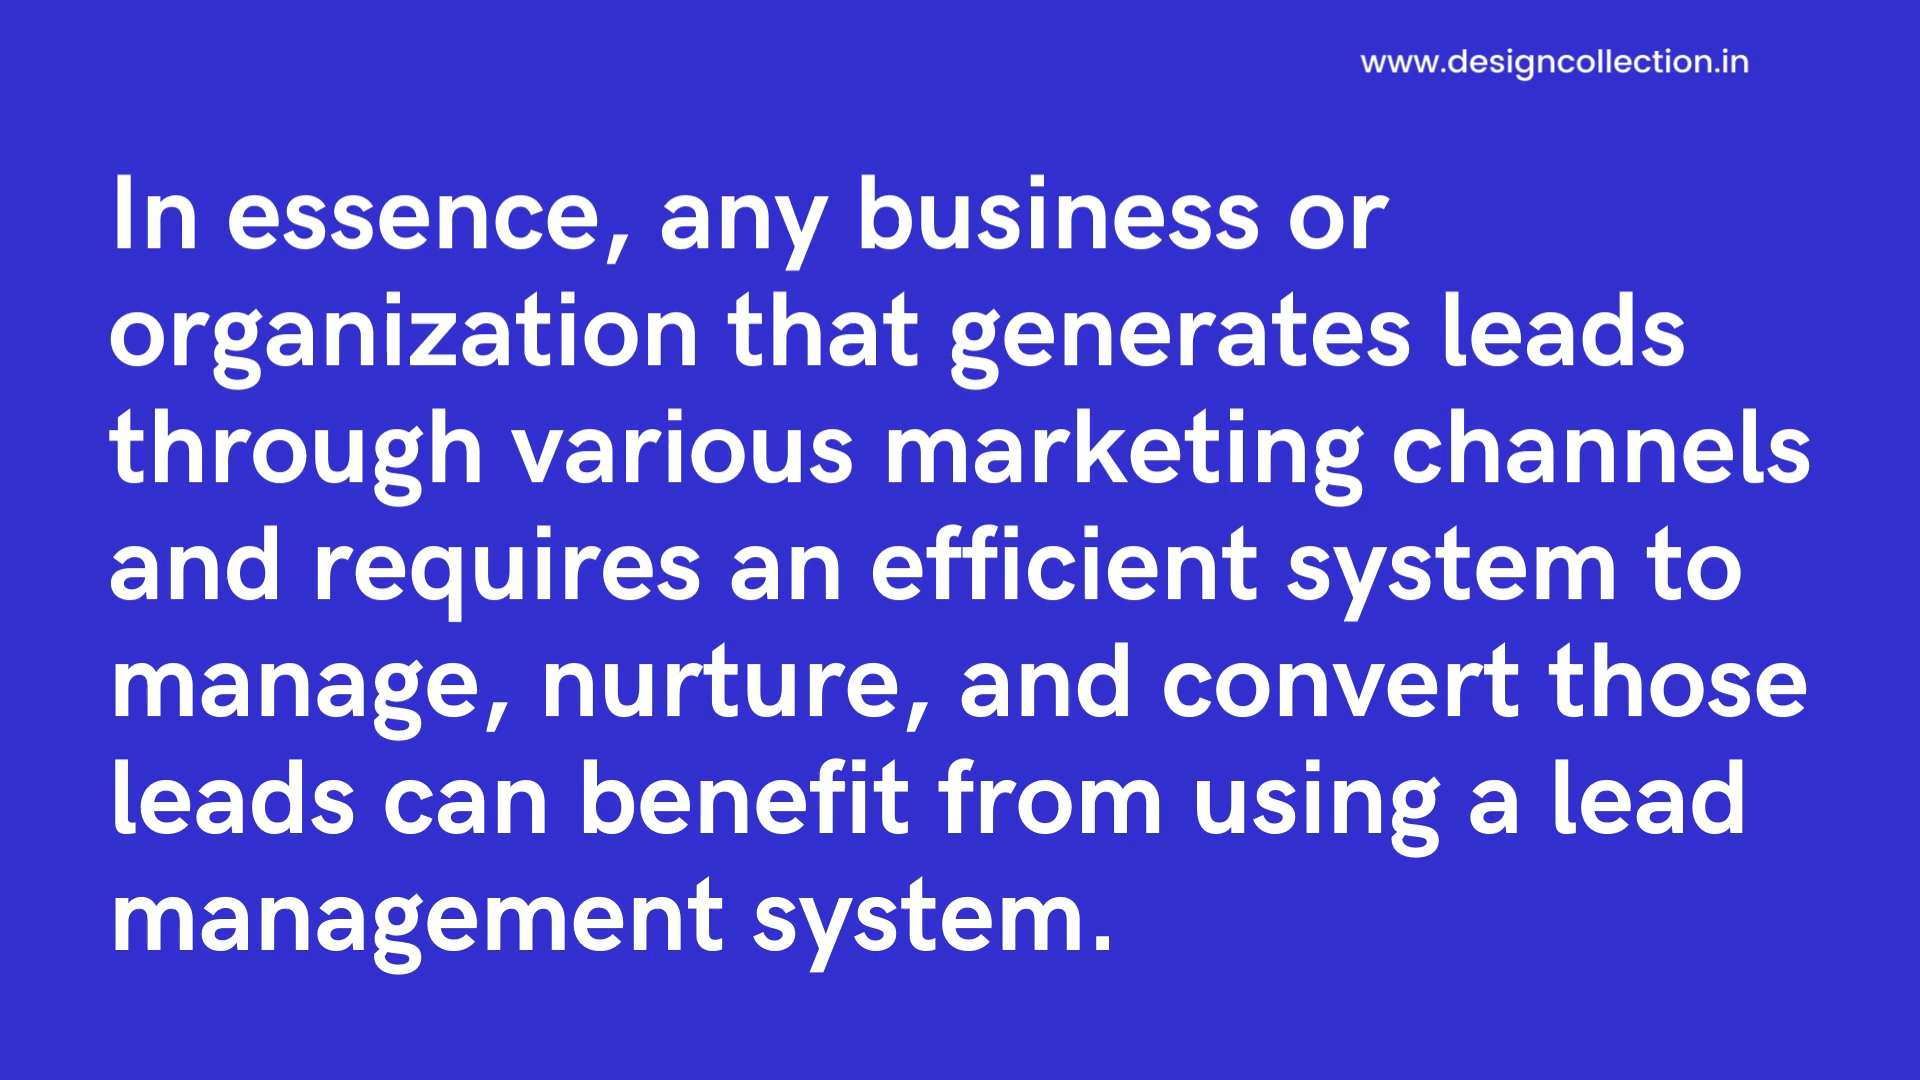 www.designcollection.in
In essence, any business or
organization that generates leads
through various marketing channels
and requires an efficient system to
manage, nurture, and convert those
leads can benefit from using a lead
management system.